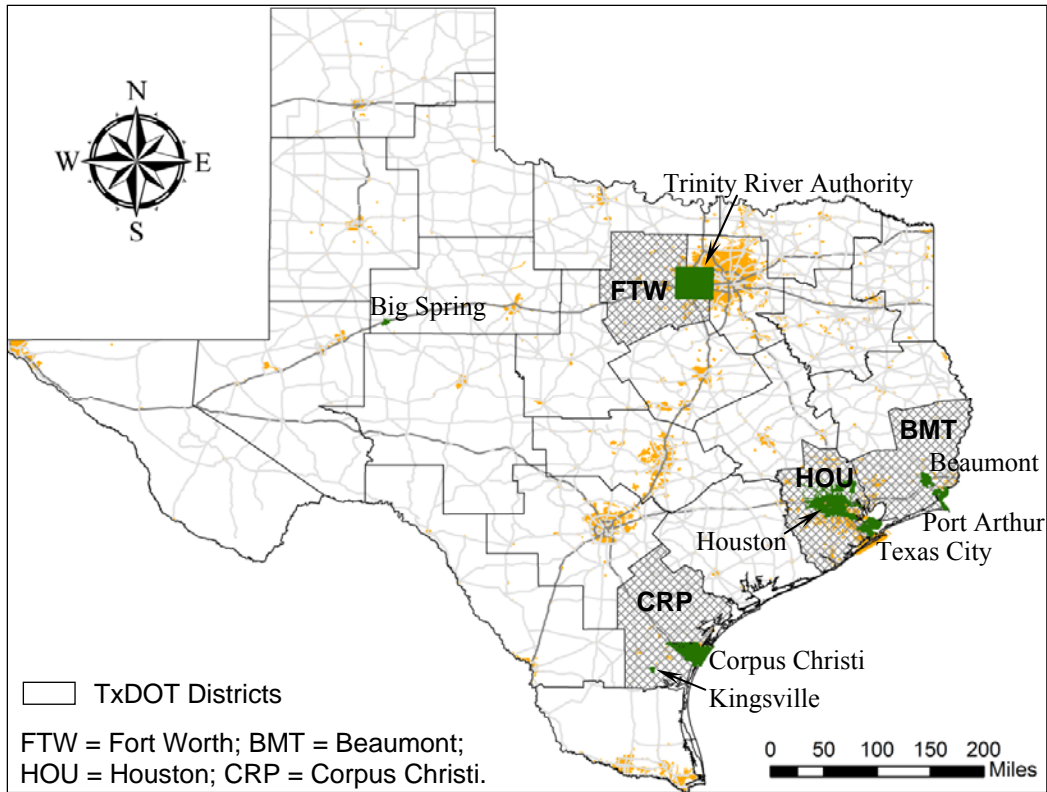 N
W E
S
Trinity River Authority
FTW
Big Spring
BMT
Beaumont
HOU
Port Arthur
Houston
Texas City
CRP
Corpus Christi
Kingsville
TxDOT Districts
FTW = Fort Worth; BMT = Beaumont;
HOU = Houston; CRP = Corpus Christi.
0 50 100 150 200
Miles